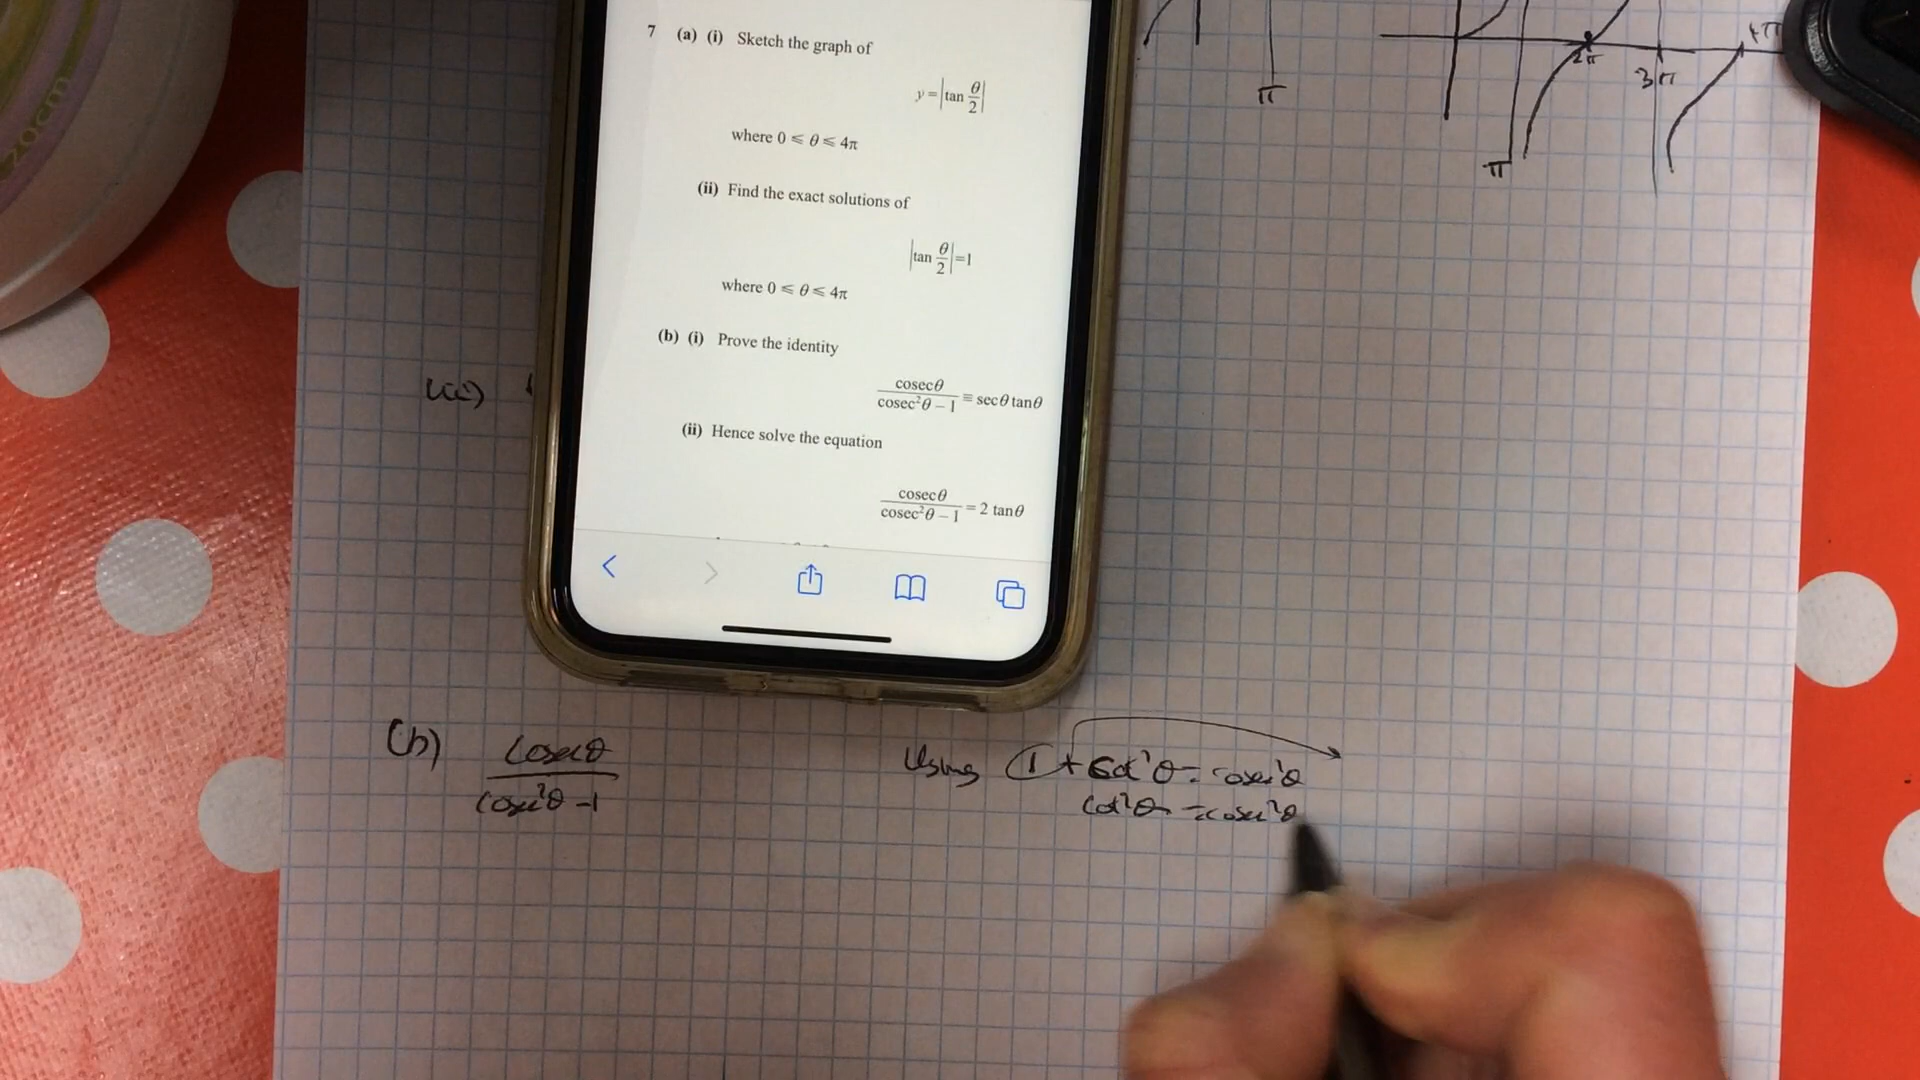 7 (a) (i) Sketch the graph of
y = |tan θ/2|
where 0 ⩽ θ ⩽ 4π
(ii) Find the exact solutions of
|tan θ/2| = 1
where 0 ⩽ θ ⩽ 4π
(b) (i) Prove the identity
cosecθ / cosec²θ – 1 ≡ secθ tanθ
(ii) Hence solve the equation
cosecθ / cosec²θ – 1 = 2 tanθ
π
2π
3π
4π
π
(b) Cosecθ / Cosec²θ - 1
Using 1 + Cot²θ = cosec²θ
Cot²θ = cosec²θ
zoem